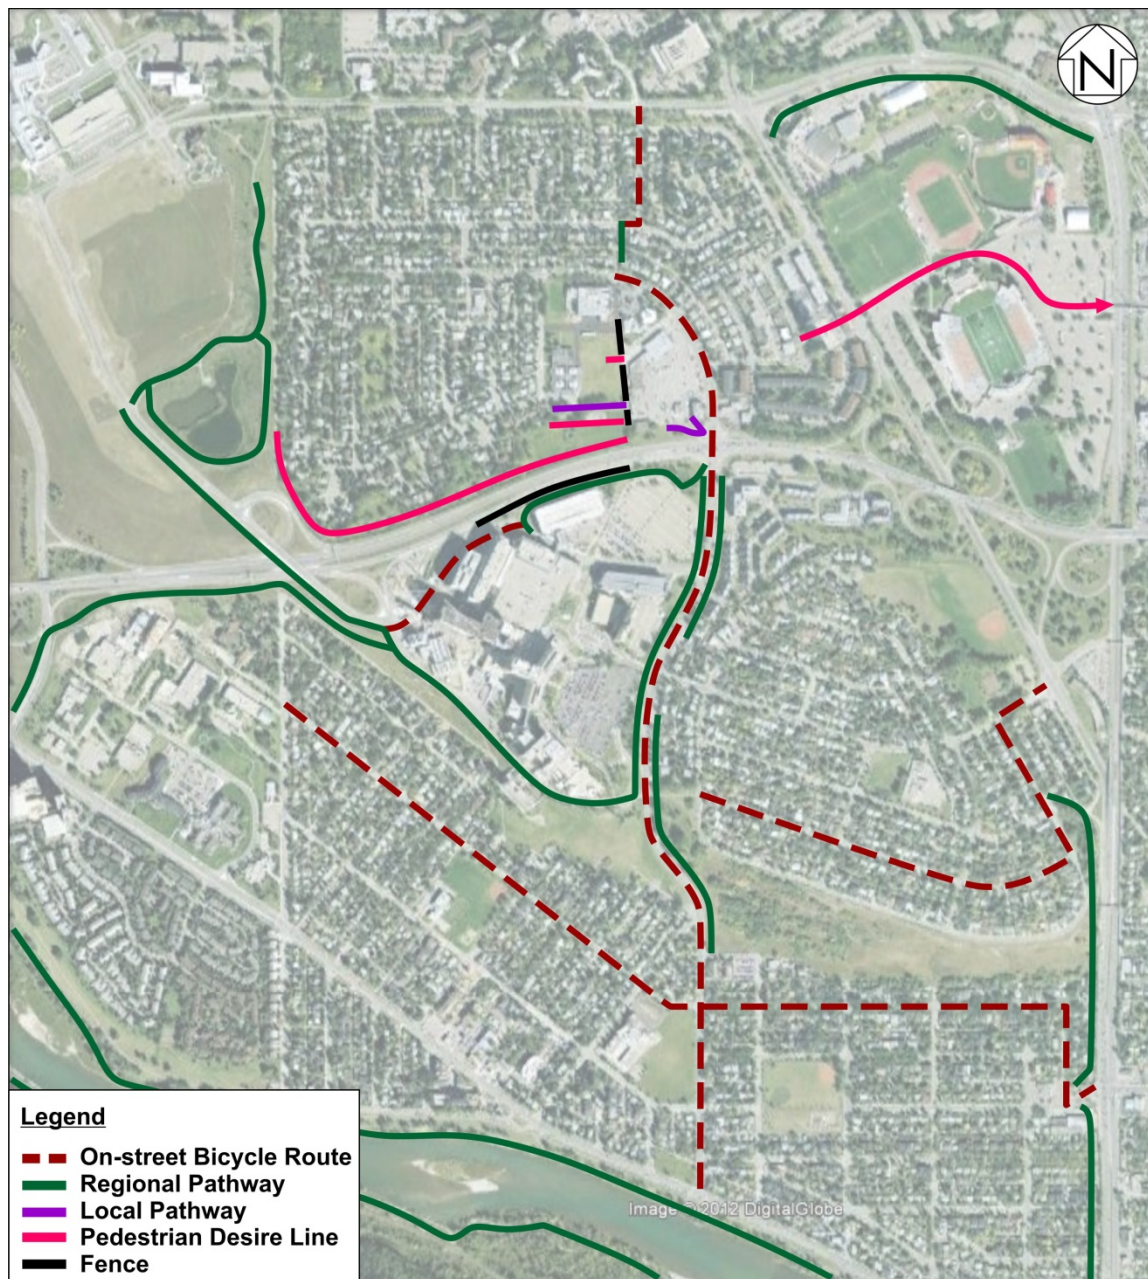 N
Legend
On-street Bicycle Route
Regional Pathway
Local Pathway
Pedestrian Desire Line
Fence
Image © 2012 DigitalGlobe